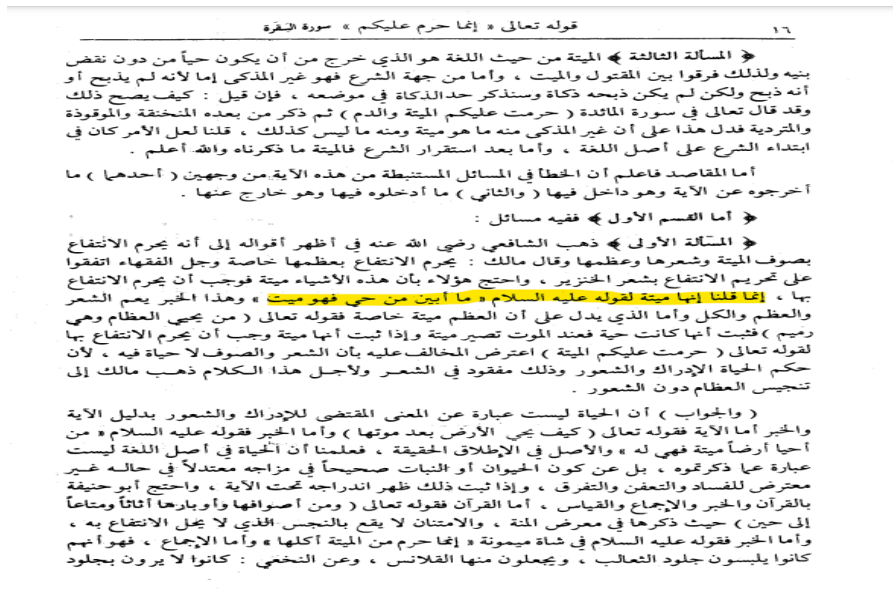 ١٦ قوله تعالى « إنما حرم عليكم » سورة البقرة
﴿ المسألة الثالثة ﴾ الميتة من حيث اللغة هو الذي خرج من أن يكون حياً من دون نقض
بنيه ولذلك فرقوا بين المقتول والميت ، وأما من جهة الشرع فهو غير المذكى إما لأنه لم يذبح أو
أنه ذبح ولكن لم يكن ذبحه ذكاة وسنذكر حد الذكاة في موضعه ، فإن قيل : كيف يصح ذلك
وقد قال تعالى في سورة المائدة ( حرمت عليكم الميتة والدم ) ثم ذكر من بعده المنخنقة والموقوذة
والمتردية فدل هذا على أن غير المذكى منه ما هو ميتة ومنه ما ليس كذلك ، قلنا لعل الأمر كان في
ابتداء الشرع على أصل اللغة ، وأما بعد استقرار الشرع فالميتة ما ذكرناه والله أعلم .
أما المقاصد فاعلم أن الخطأ في المسائل المستنبطة من هذه الآية من وجهين ( أحدهما ) ما
أخرجوه عن الآية وهو داخل فيها ( والثاني ) ما أدخلوه فيها وهو خارج عنها .
﴿ أما القسم الأول ﴾ ففيه مسائل :
﴿ المسألة الأولى ﴾ ذهب الشافعي رضي الله عنه في أظهر أقواله إلى أنه يحرم الانتفاع
بصوف الميتة وشعرها وعظمها وقال مالك : يحرم الانتفاع بعظمها خاصة وجل الفقهاء اتفقوا
على تحريم الانتفاع بشعر الخنزير ، واحتج هؤلاء بأن هذه الأشياء ميتة فوجب أن يحرم الانتفاع
بها ، إنما قلنا إنها ميتة لقوله عليه السلام « ما أبين من حي فهو ميت » وهذا الخبر يعم الشعر
والعظم والكل وأما الذي يدل على أن العظم ميتة خاصة فقوله تعالى ( من يحيي العظام وهي
رميم ) فثبت أنها كانت حية فعند الموت تصير ميتة وإذا ثبت أنها ميتة وجب أن يحرم الانتفاع بها
لقوله تعالى ( حرمت عليكم الميتة ) اعترض المخالف عليه بأن الشعر والصوف لا حياة فيه ، لأن
حكم الحياة الإدراك والشعور وذلك مفقود في الشعر ولأجل هذا الكلام ذهب مالك إلى
تنجيس العظام دون الشعور .
( والجواب ) أن الحياة ليست عبارة عن المعنى المقتضى للإدراك والشعور بدليل الآية
والخبر أما الآية فقوله تعالى ( كيف يحي الأرض بعد موتها ) وأما الخبر فقوله عليه السلام « من
أحيا أرضاً ميتة فهي له » والأصل في الإطلاق الحقيقة ، فعلمنا أن الحياة في أصل اللغة ليست
عبارة عما ذكرتموه ، بل عن كون الحيوان أو النبات صحيحاً في مزاجه معتدلاً في حاله غير
معترض للفساد والتعفن والتفرق ، وإذا ثبت ذلك ظهر اندراجه تحت الآية ، واحتج أبو حنيفة
بالقرآن والخبر والإجماع والقياس ، أما القرآن فقوله تعالى ( ومن أصوافها وأوبارها أثاثاً ومتاعاً
إلى حين ) حيث ذكرها في معرض المنة ، والامتنان لا يقع بالنجس الذي لا يحل الانتفاع به ،
وأما الخبر فقوله عليه السلام في شاة ميمونة « إنما حرم من الميتة أكلها » وأما الإجماع ، فهو أنهم
كانوا يلبسون جلود الثعالب ، ويجعلون منها القلانس ، وعن النخعي : كانوا لا يرون بجلود